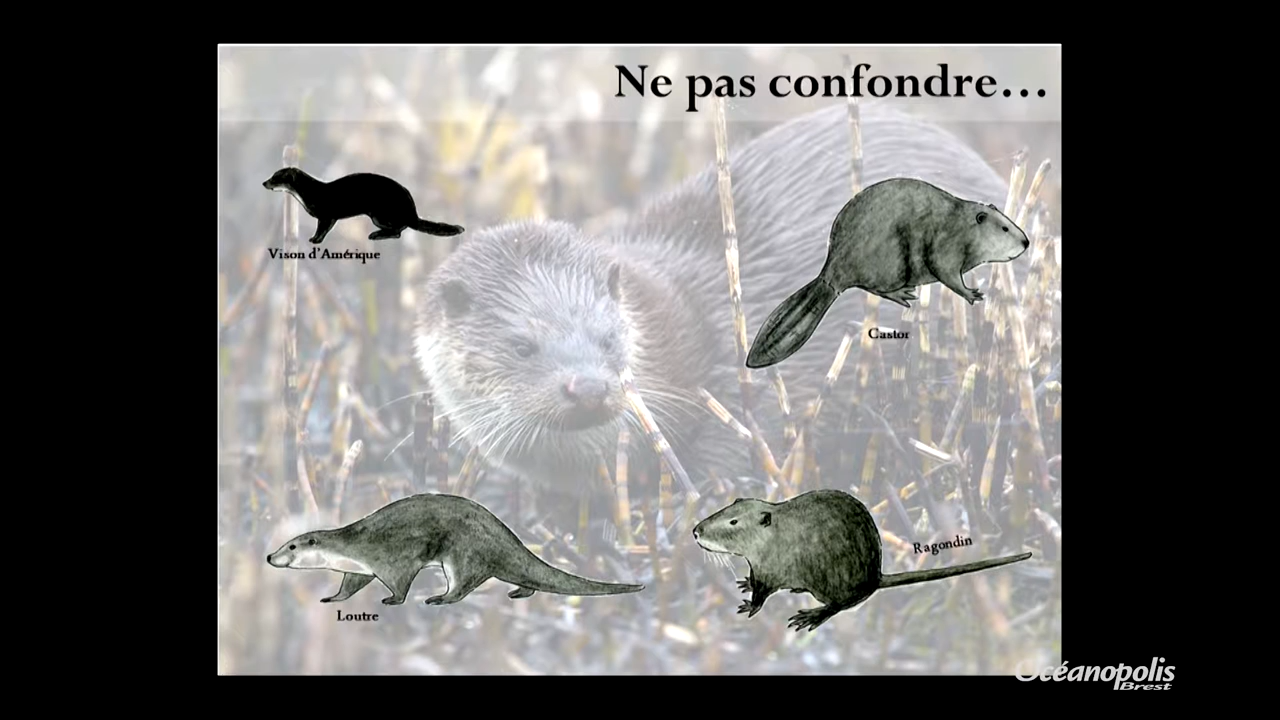 Ne pas confondre...
Vison d'Amérique
Castor
Ragondin
Loutre
Océanopolis
Brest